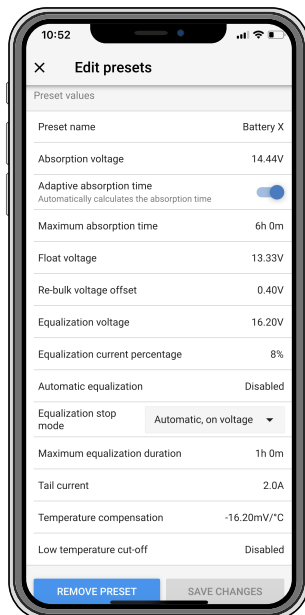 10:52
× Edit presets
Preset values
Preset name Battery X
Absorption voltage 14.44V
Adaptive absorption time
Automatically calculates the absorption time
Maximum absorption time 6h 0m
Float voltage 13.33V
Re-bulk voltage offset 0.40V
Equalization voltage 16.20V
Equalization current percentage 8%
Automatic equalization Disabled
Equalization stop
mode Automatic, on voltage
Maximum equalization duration 1h 0m
Tail current 2.0A
Temperature compensation -16.20mV/°C
Low temperature cut-off Disabled
REMOVE PRESET SAVE CHANGES